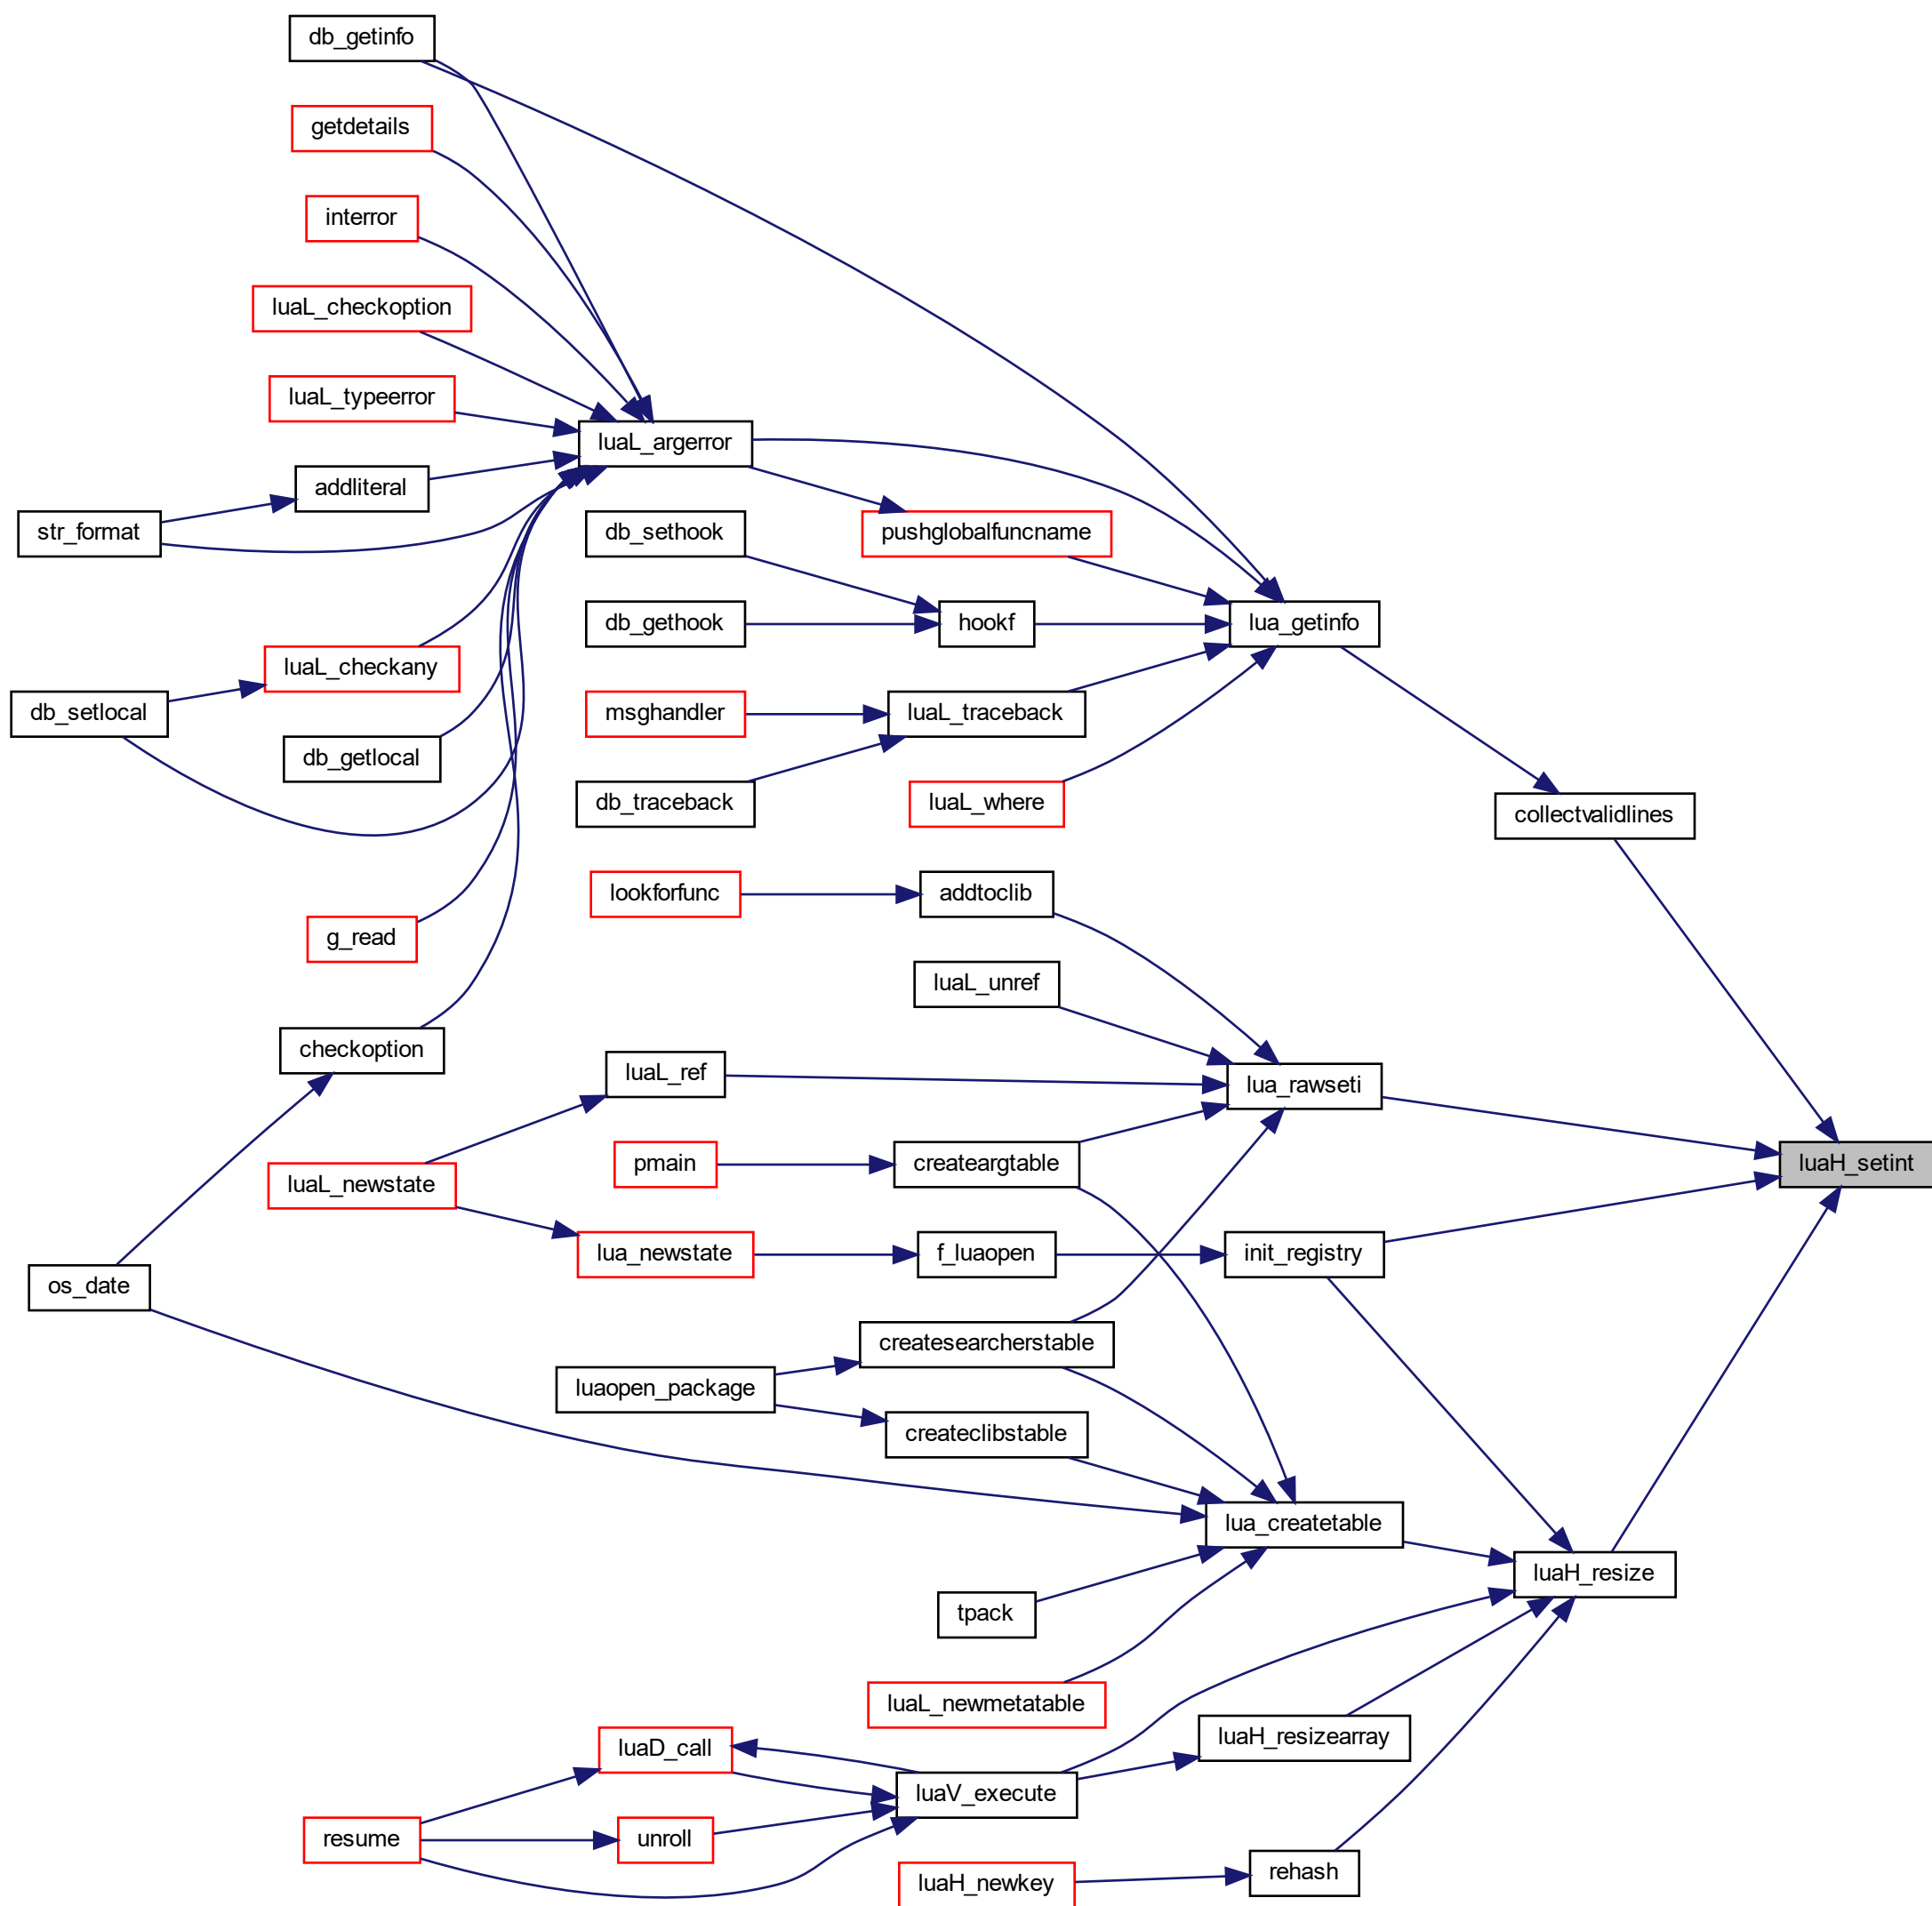 db_getinfo
getdetails
interror
luaL_checkoption
luaL_typeerror
luaL_argerror
addliteral
str_format
db_sethook
pushglobalfuncname
db_gethook
hookf
lua_getinfo
luaL_checkany
db_setlocal
msghandler
luaL_traceback
db_getlocal
db_traceback
luaL_where
collectvalidlines
lookforfunc
addtoclib
g_read
luaL_unref
checkoption
luaL_ref
lua_rawseti
pmain
createargtable
luaH_setint
luaL_newstate
lua_newstate
f_luaopen
init_registry
os_date
createsearcherstable
luaopen_package
createclibstable
lua_createtable
luaH_resize
tpack
luaL_newmetatable
luaH_resizearray
luaD_call
luaV_execute
resume
unroll
rehash
luaH_newkey